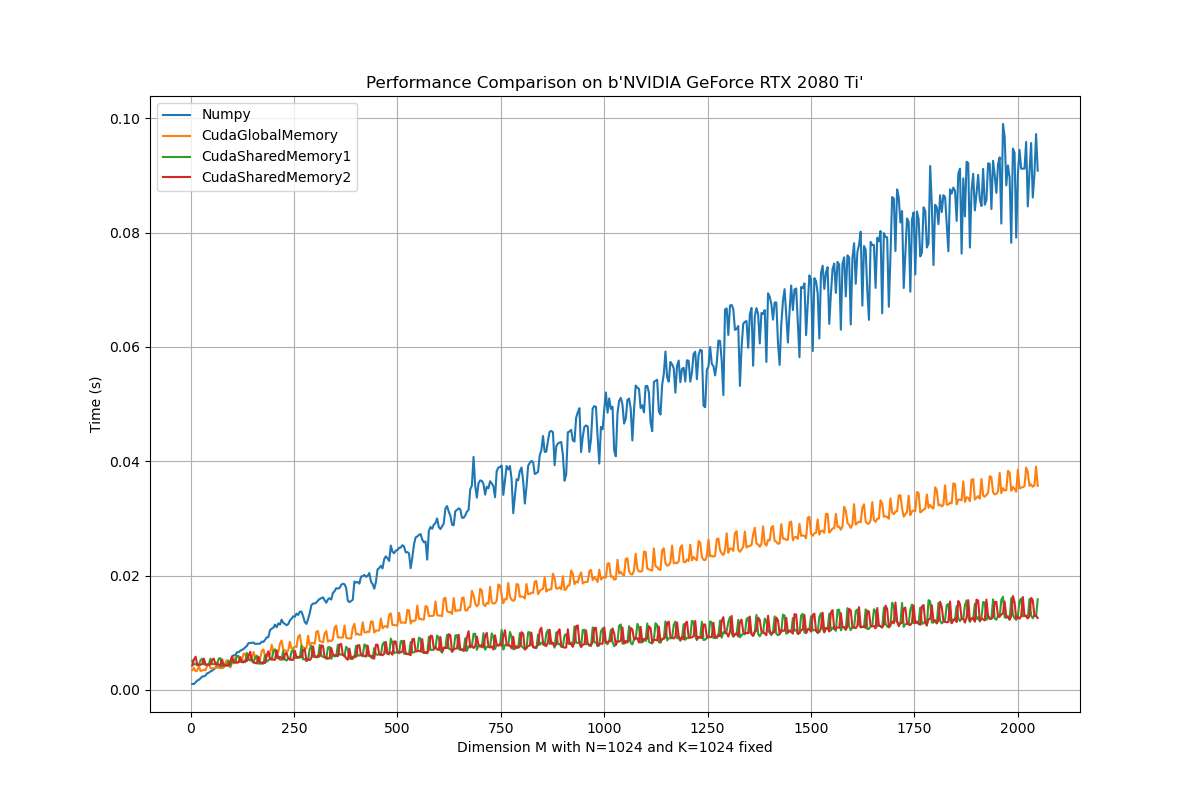 Performance Comparison on b'NVIDIA GeForce RTX 2080 Ti'
Numpy
CudaGlobalMemory
CudaSharedMemory1
CudaSharedMemory2
0.10
0.08
0.06
0.04
0.02
0.00
Time (s)
0 250 500 750 1000 1250 1500 1750 2000
Dimension M with N=1024 and K=1024 fixed